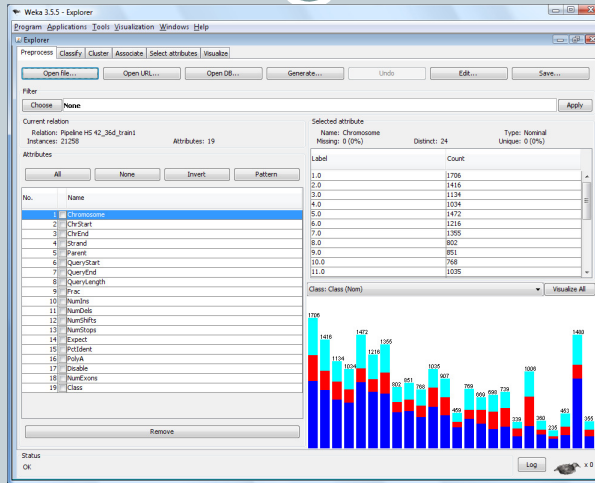 Weka 3.5.5 - Explorer
Program Applications Tools Visualization Windows Help
Explorer
Preprocess Classify Cluster Associate Select attributes Visualize
Open file... Open URL... Open DB... Generate... Undo Edit... Save...
Filter
Choose None Apply
Current relation
Relation: Pipeline HS 42_36d_train1
Instances: 21258 Attributes: 19
Attributes
All None Invert Pattern
No. Name
1 Chromosome
2 ChrStart
3 ChrEnd
4 Strand
5 Parent
6 QueryStart
7 QueryEnd
8 QueryLength
9 Frac
10 NumIns
11 NumDels
12 NumShifts
13 NumStops
14 Expect
15 PctIdent
16 PolyA
17 Disable
18 NumExons
19 Class
Remove
Selected attribute
Name: Chromosome Type: Nominal
Missing: 0 (0%) Distinct: 24 Unique: 0 (0%)
Label Count
1.0 1706
2.0 1416
3.0 1134
4.0 1034
5.0 1472
6.0 1216
7.0 1355
8.0 802
9.0 851
10.0 768
11.0 1035
Class: Class (Nom) Visualize All
1706 1416 1134 1034 1472 1216 1355 802 851 768 1035 907 459 769 669 698 739 339 1006 360 235 463 1480 355
Status
OK Log x 0